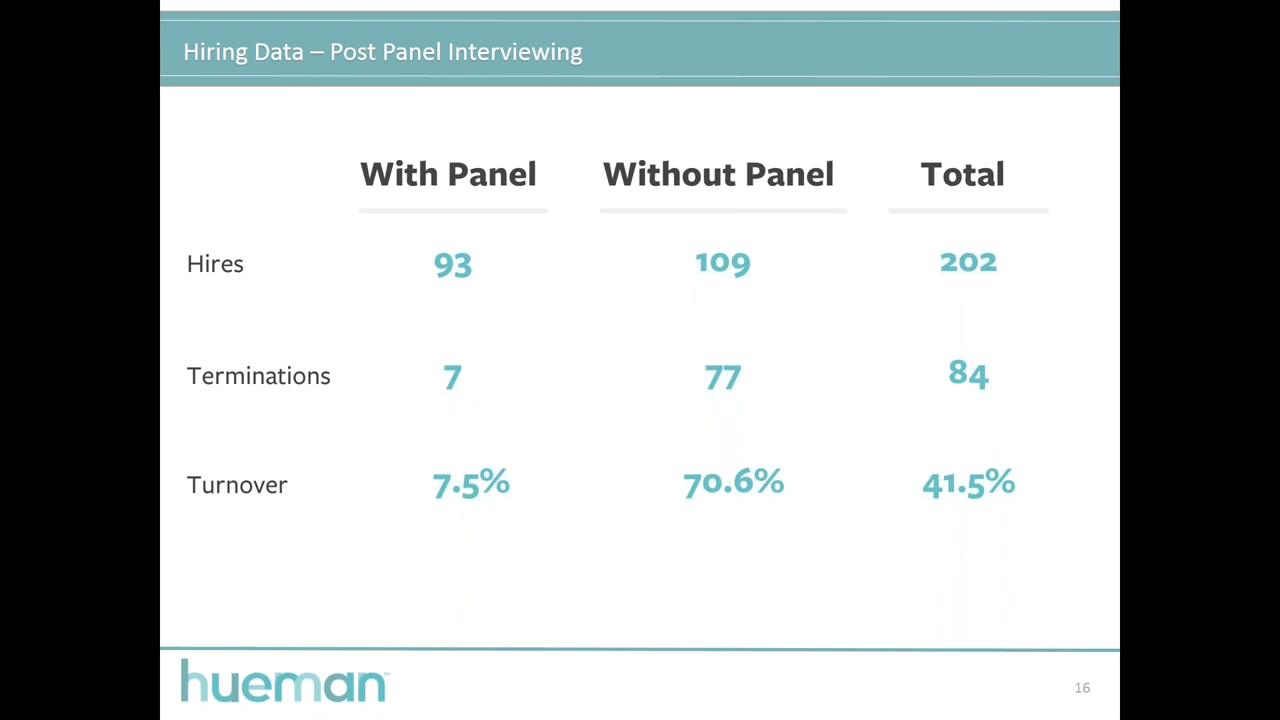 Hiring Data – Post Panel Interviewing
With Panel Without Panel Total
Hires 93 109 202
Terminations 7 77 84
Turnover 7.5% 70.6% 41.5%
hueman™
16